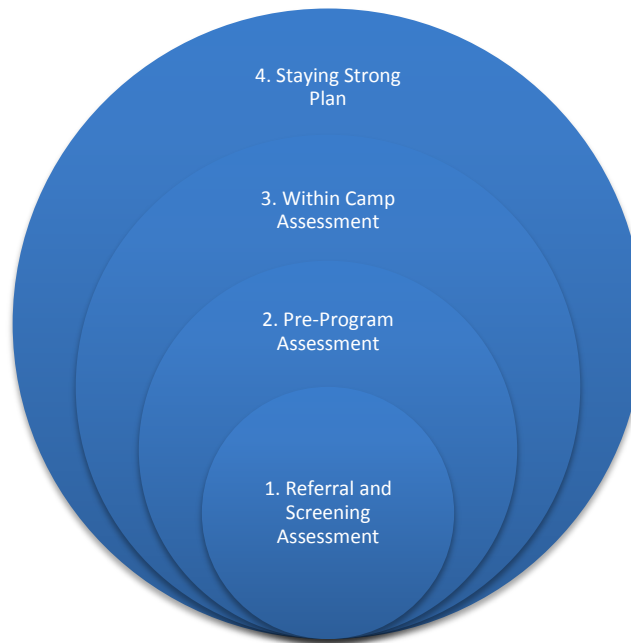 4. Staying Strong
Plan
3. Within Camp
Assessment
2. Pre-Program
Assessment
1. Referral and
Screening
Assessment